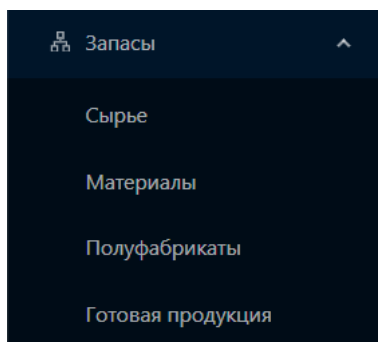 Запасы
Сырье
Материалы
Полуфабрикаты
Готовая продукция